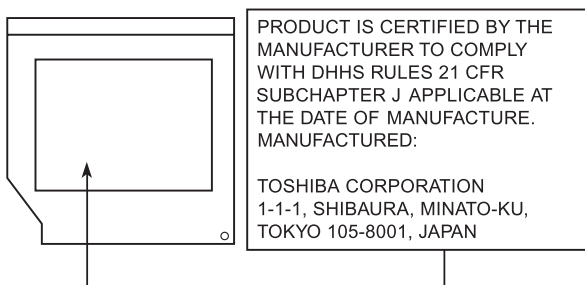 PRODUCT IS CERTIFIED BY THE
MANUFACTURER TO COMPLY
WITH DHHS RULES 21 CFR
SUBCHAPTER J APPLICABLE AT
THE DATE OF MANUFACTURE.
MANUFACTURED:
TOSHIBA CORPORATION
1-1-1, SHIBAURA, MINATO-KU,
TOKYO 105-8001, JAPAN